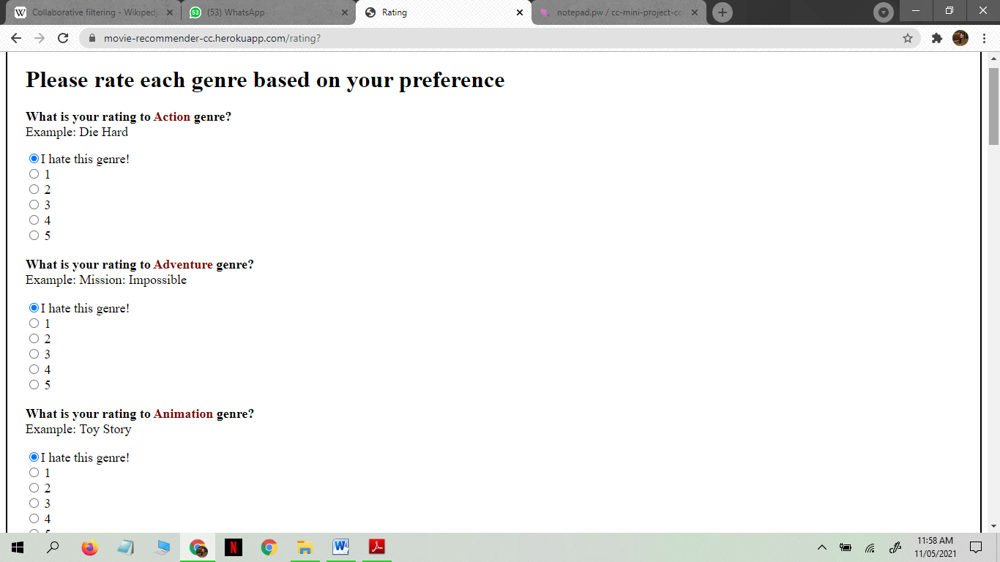 Collaborative filtering - Wikiped
(53) WhatsApp
Rating
notepad.pw / cc-mini-project-co
movie-recommender-cc.herokuapp.com/rating?
Please rate each genre based on your preference
What is your rating to Action genre?
Example: Die Hard
I hate this genre!
1
2
3
4
5
What is your rating to Adventure genre?
Example: Mission: Impossible
I hate this genre!
1
2
3
4
5
What is your rating to Animation genre?
Example: Toy Story
I hate this genre!
1
2
3
4
11:58 AM
11/05/2021